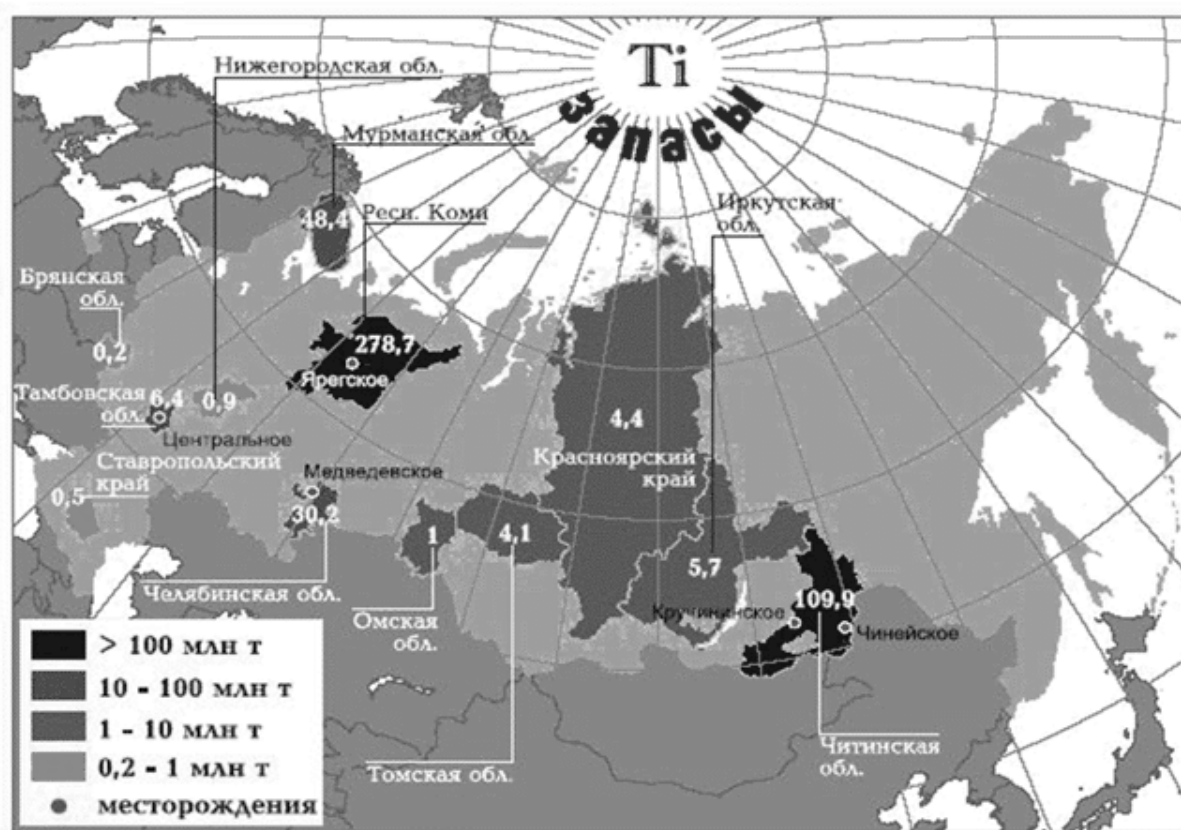 Ti
запасы
Нижегородская обл.
Мурманская обл.
48,4
Респ. Коми
Иркутская
обл.
Брянская
обл.
0,2
278,7
Ярегское
Тамбовская
обл.
6,4
0,9
Центральное
4,4
Красноярский
край
Ставропольский
край
0,5
Медведевское
30,2
1
4,1
5,7
Челябинская обл.
Омская
обл.
Кручининское
109,9
Чинейское
Томская обл.
Читинская
обл.
> 100 млн т
10 - 100 млн т
1 - 10 млн т
0,2 - 1 млн т
месторождения